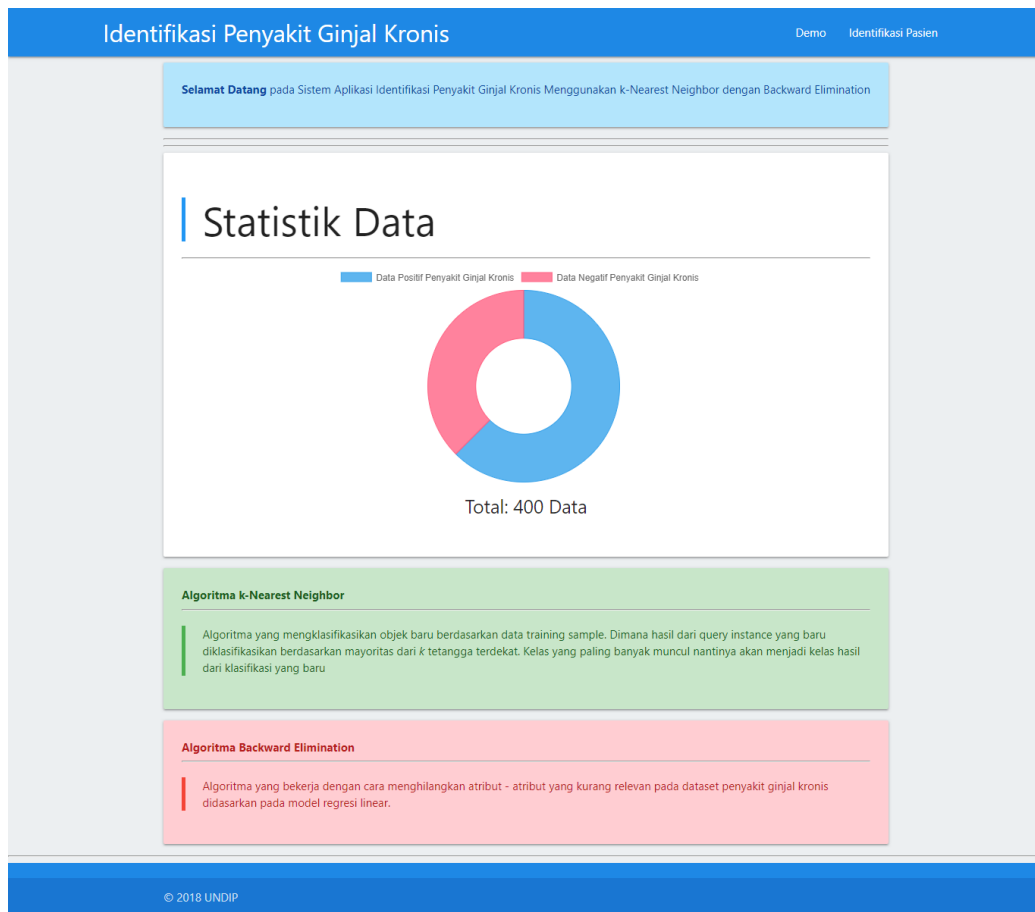 Identifikasi Penyakit Ginjal Kronis
Demo Identifikasi Pasien
Selamat Datang pada Sistem Aplikasi Identifikasi Penyakit Ginjal Kronis Menggunakan k-Nearest Neighbor dengan Backward Elimination
Statistik Data
Data Positif Penyakit Ginjal Kronis Data Negatif Penyakit Ginjal Kronis
Total: 400 Data
Algoritma k-Nearest Neighbor
Algoritma yang mengklasifikasikan objek baru berdasarkan data training sample. Dimana hasil dari query instance yang baru
diklasifikasikan berdasarkan mayoritas dari k tetangga terdekat. Kelas yang paling banyak muncul nantinya akan menjadi kelas hasil
dari klasifikasi yang baru
Algoritma Backward Elimination
Algoritma yang bekerja dengan cara menghilangkan atribut - atribut yang kurang relevan pada dataset penyakit ginjal kronis
didasarkan pada model regresi linear.
© 2018 UNDIP